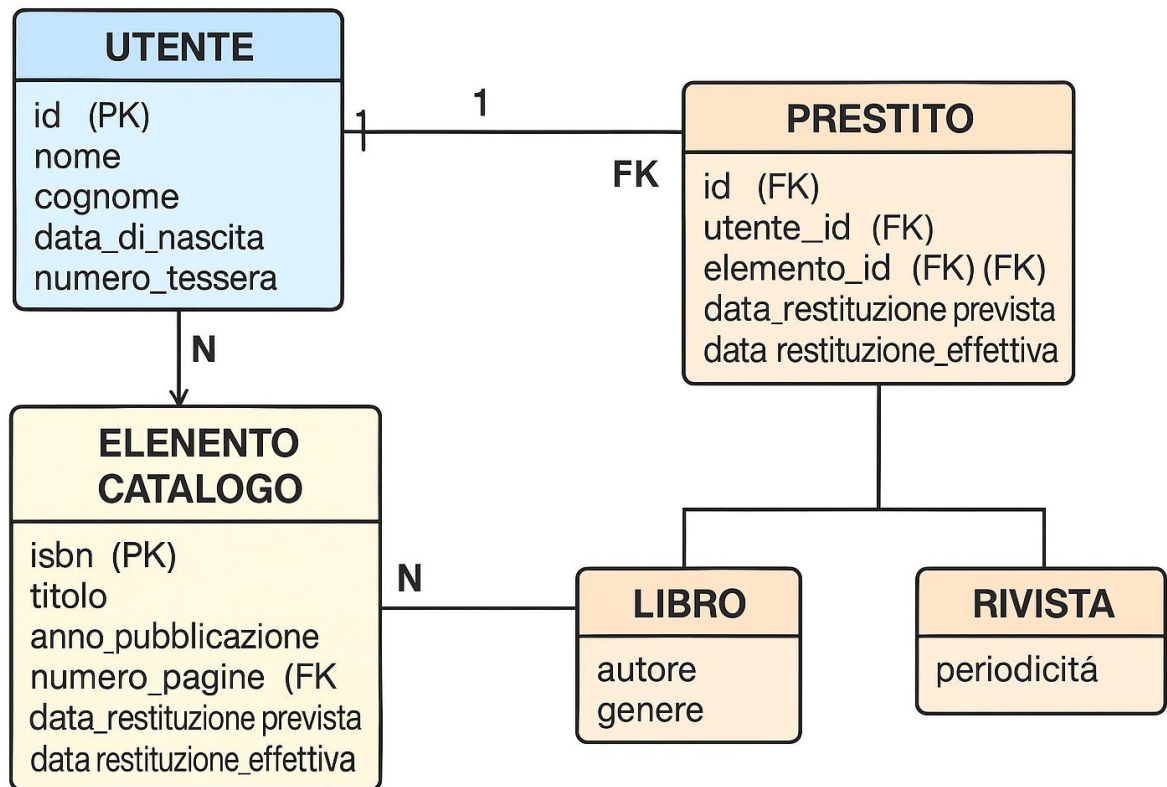 UTENTE
id (PK)
nome
cognome
data_di_nascita
numero_tessera
1
1
FK
PRESTITO
id (FK)
utente_id (FK)
elemento_id (FK) (FK)
data_restituzione prevista
data restituzione_effettiva
N
ELENENTO
CATALOGO
isbn (PK)
titolo
anno_pubblicazione
numero_pagine (FK
data_restituzione prevista
data restituzione_effettiva
N
LIBRO
autore
genere
RIVISTA
periodicitá